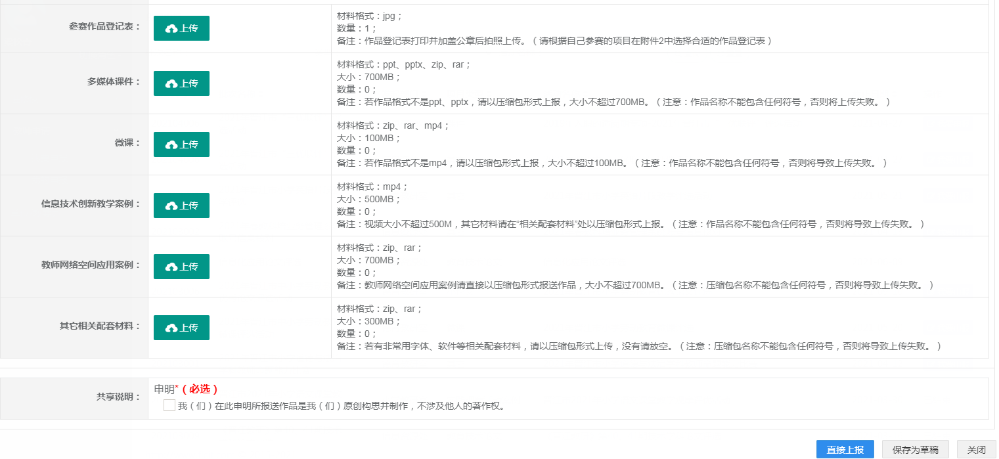 参赛作品登记表：
上传
材料格式：jpg；
数量：1；
备注：作品登记表打印并加盖公章后拍照上传。（请根据自己参赛的项目在附件2中选择合适的作品登记表）
多媒体课件：
上传
材料格式：ppt、pptx、zip、rar；
大小：700MB；
数量：0；
备注：若作品格式不是ppt、pptx，请以压缩包形式上报，大小不超过700MB。（注意：作品名称不能包含任何符号，否则将上传失败。）
微课：
上传
材料格式：zip、rar、mp4；
大小：100MB；
数量：0；
备注：若作品格式不是mp4，请以压缩包形式上报，大小不超过100MB。（注意：作品名称不能包含任何符号，否则将导致上传失败。）
信息技术创新教学案例：
上传
材料格式：mp4；
大小：500MB；
数量：0；
备注：视频大小不超过500M，其它材料请在“相关配套材料”处以压缩包形式上报。（注意：作品名称不能包含任何符号，否则将导致上传失败。）
教师网络空间应用案例：
上传
材料格式：zip、rar；
大小：700MB；
数量：0；
备注：教师网络空间应用案例请直接以压缩包形式报送作品，大小不超过700MB。（注意：压缩包名称不能包含任何符号，否则将导致上传失败。）
其它相关配套材料：
上传
材料格式：zip、rar；
大小：300MB；
数量：0；
备注：若有非常用字体、软件等相关配套材料，请以压缩包形式上传，没有请放空。（注意：压缩包名称不能包含任何符号，否则将导致上传失败。）
共享说明：
申明*（必选）
我（们）在此申明所报送作品是我（们）原创构思并制作，不涉及他人的著作权。
直接上报 保存为草稿 关闭